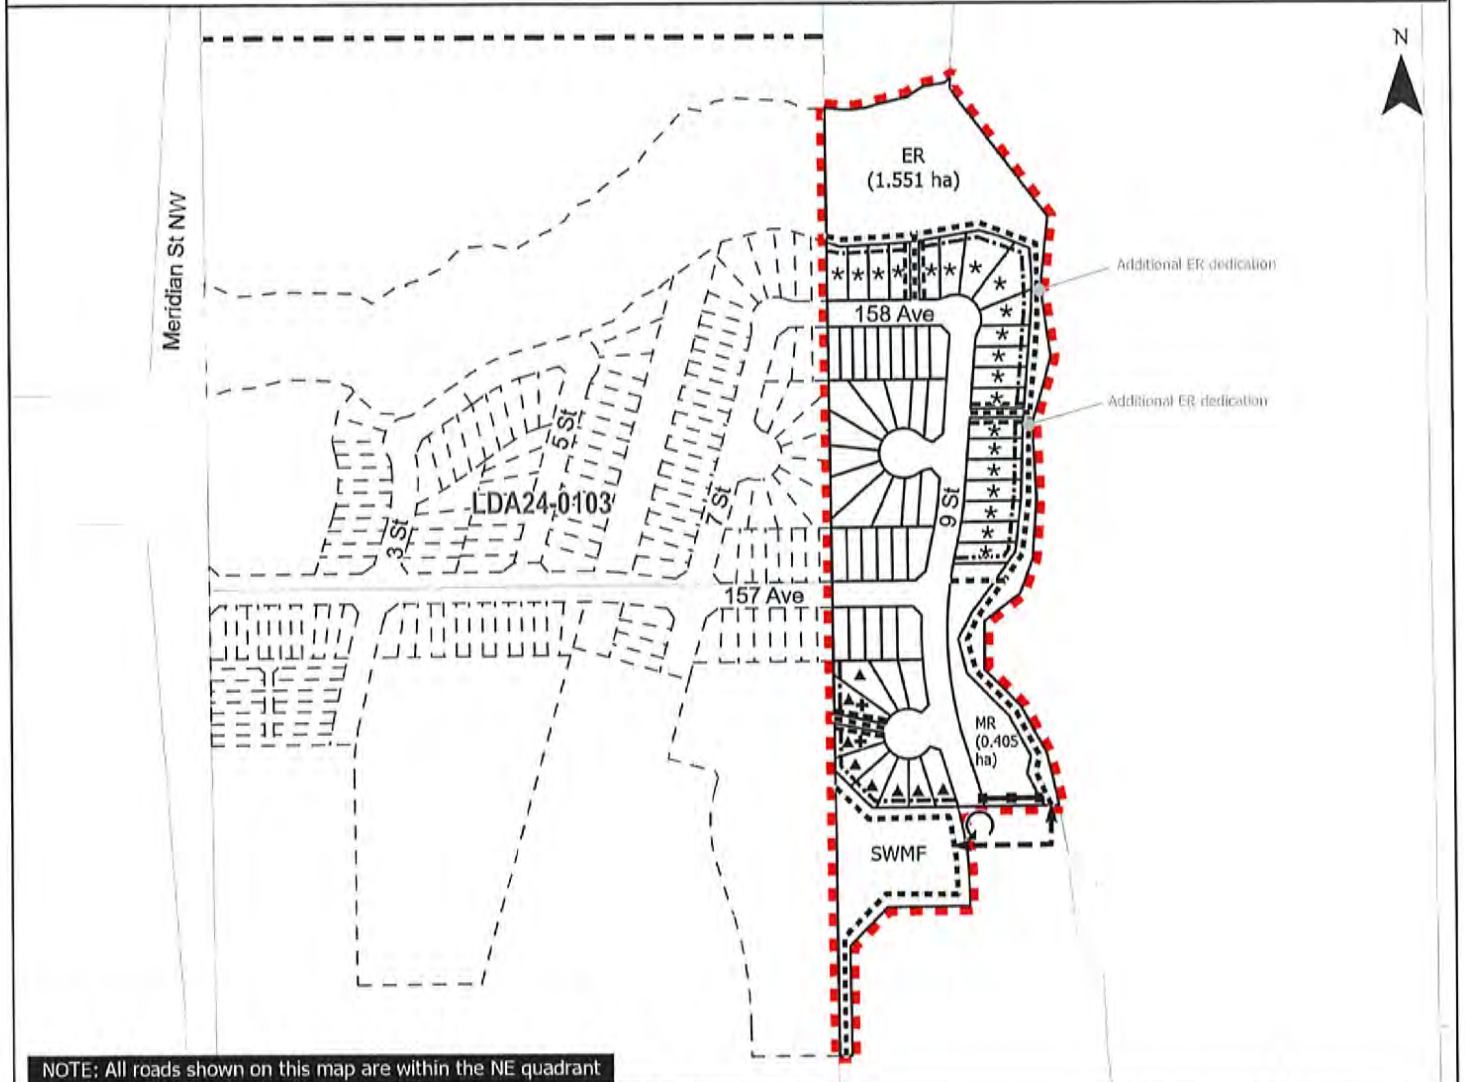 N
ER
(1.551 ha)
Meridian St NW
Additional ER dedication
158 Ave
Additional ER dedication
5 St
LDA24-0103
7 St
9 St
3 St
157 Ave
MR
(0.405
ha)
SWMF
NOTE: All roads shown on this map are within the NE quadrant